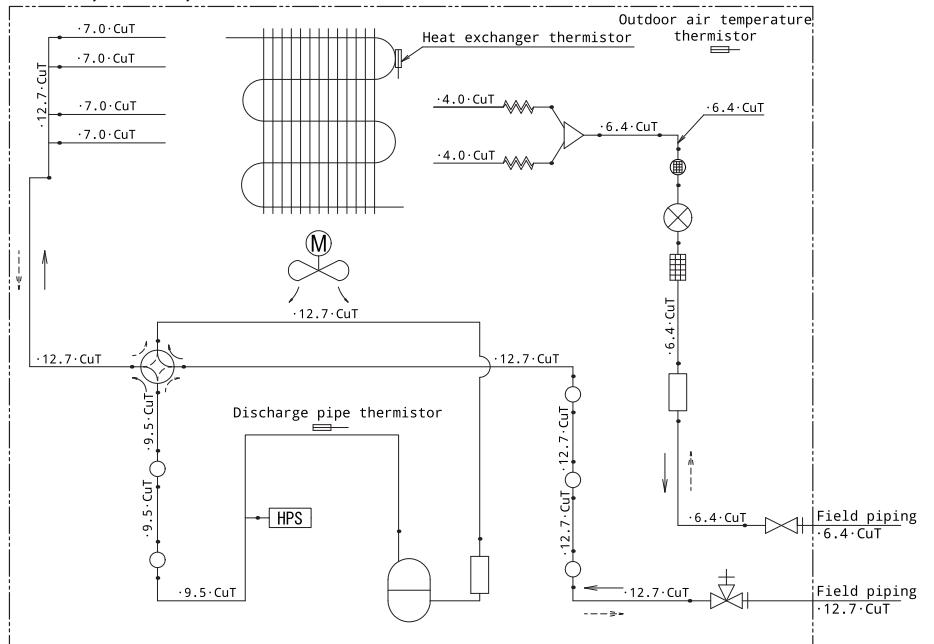 ·7.0·CuT
·7.0·CuT
·7.0·CuT
·7.0·CuT
·12.7·CuT
Heat exchanger thermistor
Outdoor air temperature
thermistor
·4.0·CuT
·4.0·CuT
·6.4·CuT
·6.4·CuT
M
·12.7·CuT
·6.4·CuT
·12.7·CuT
·12.7·CuT
·9.5·CuT
Discharge pipe thermistor
·12.7·CuT
·9.5·CuT
HPS
·12.7·CuT
·6.4·CuT
Field piping
·6.4·CuT
·9.5·CuT
·12.7·CuT
Field piping
·12.7·CuT